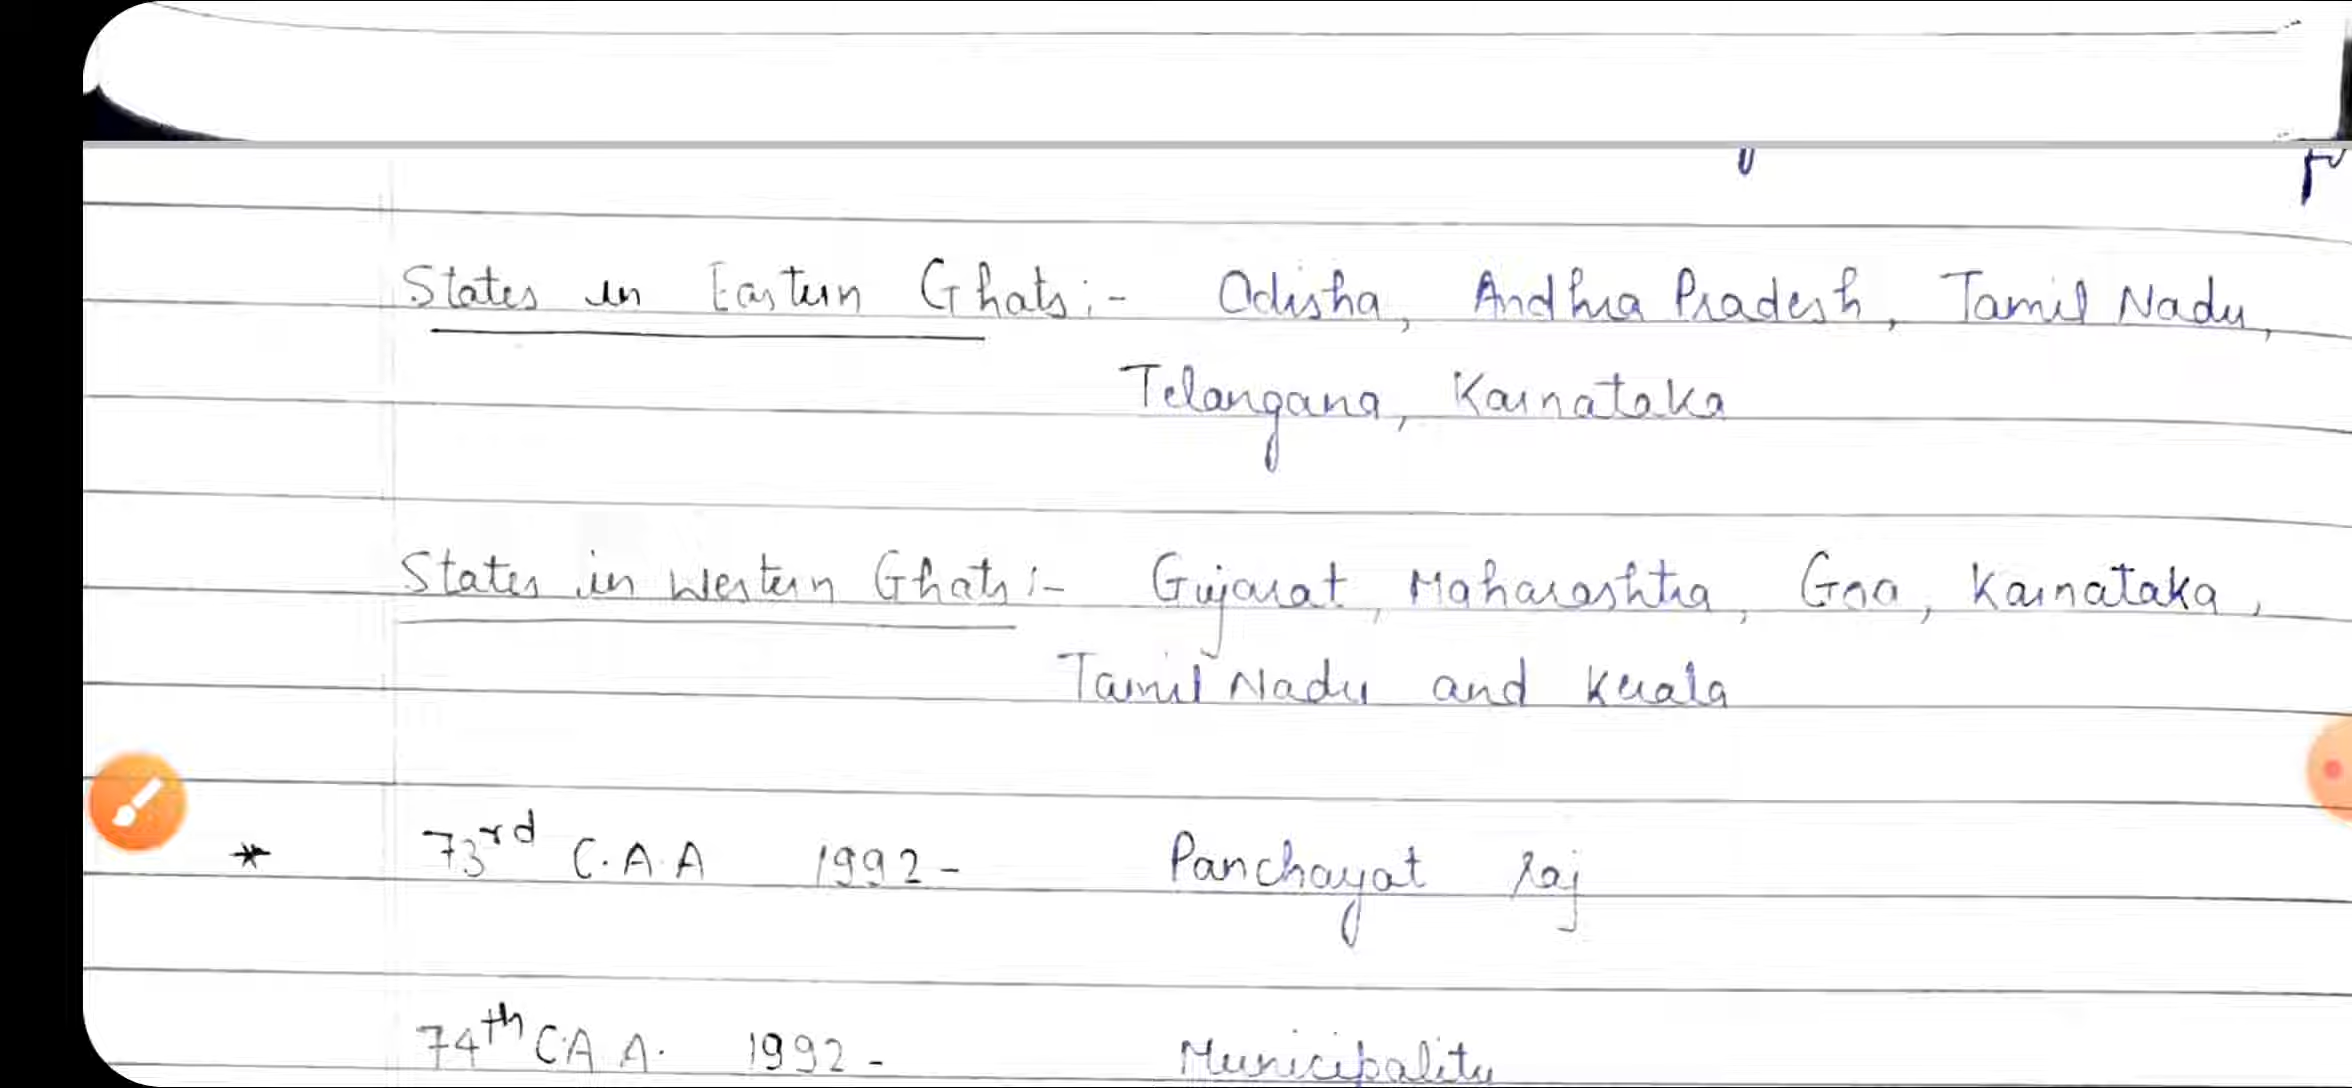 States in Eastern Ghats :- Odisha, Andhra Pradesh, Tamil Nadu,
Telangana, Karnataka
States in Western Ghats :- Gujarat, Maharashtra, Goa, Karnataka,
Tamil Nadu and Kerala
* 73rd C.A.A 1992 - Panchayat Raj
74th C.A.A. 1992 - Municipality